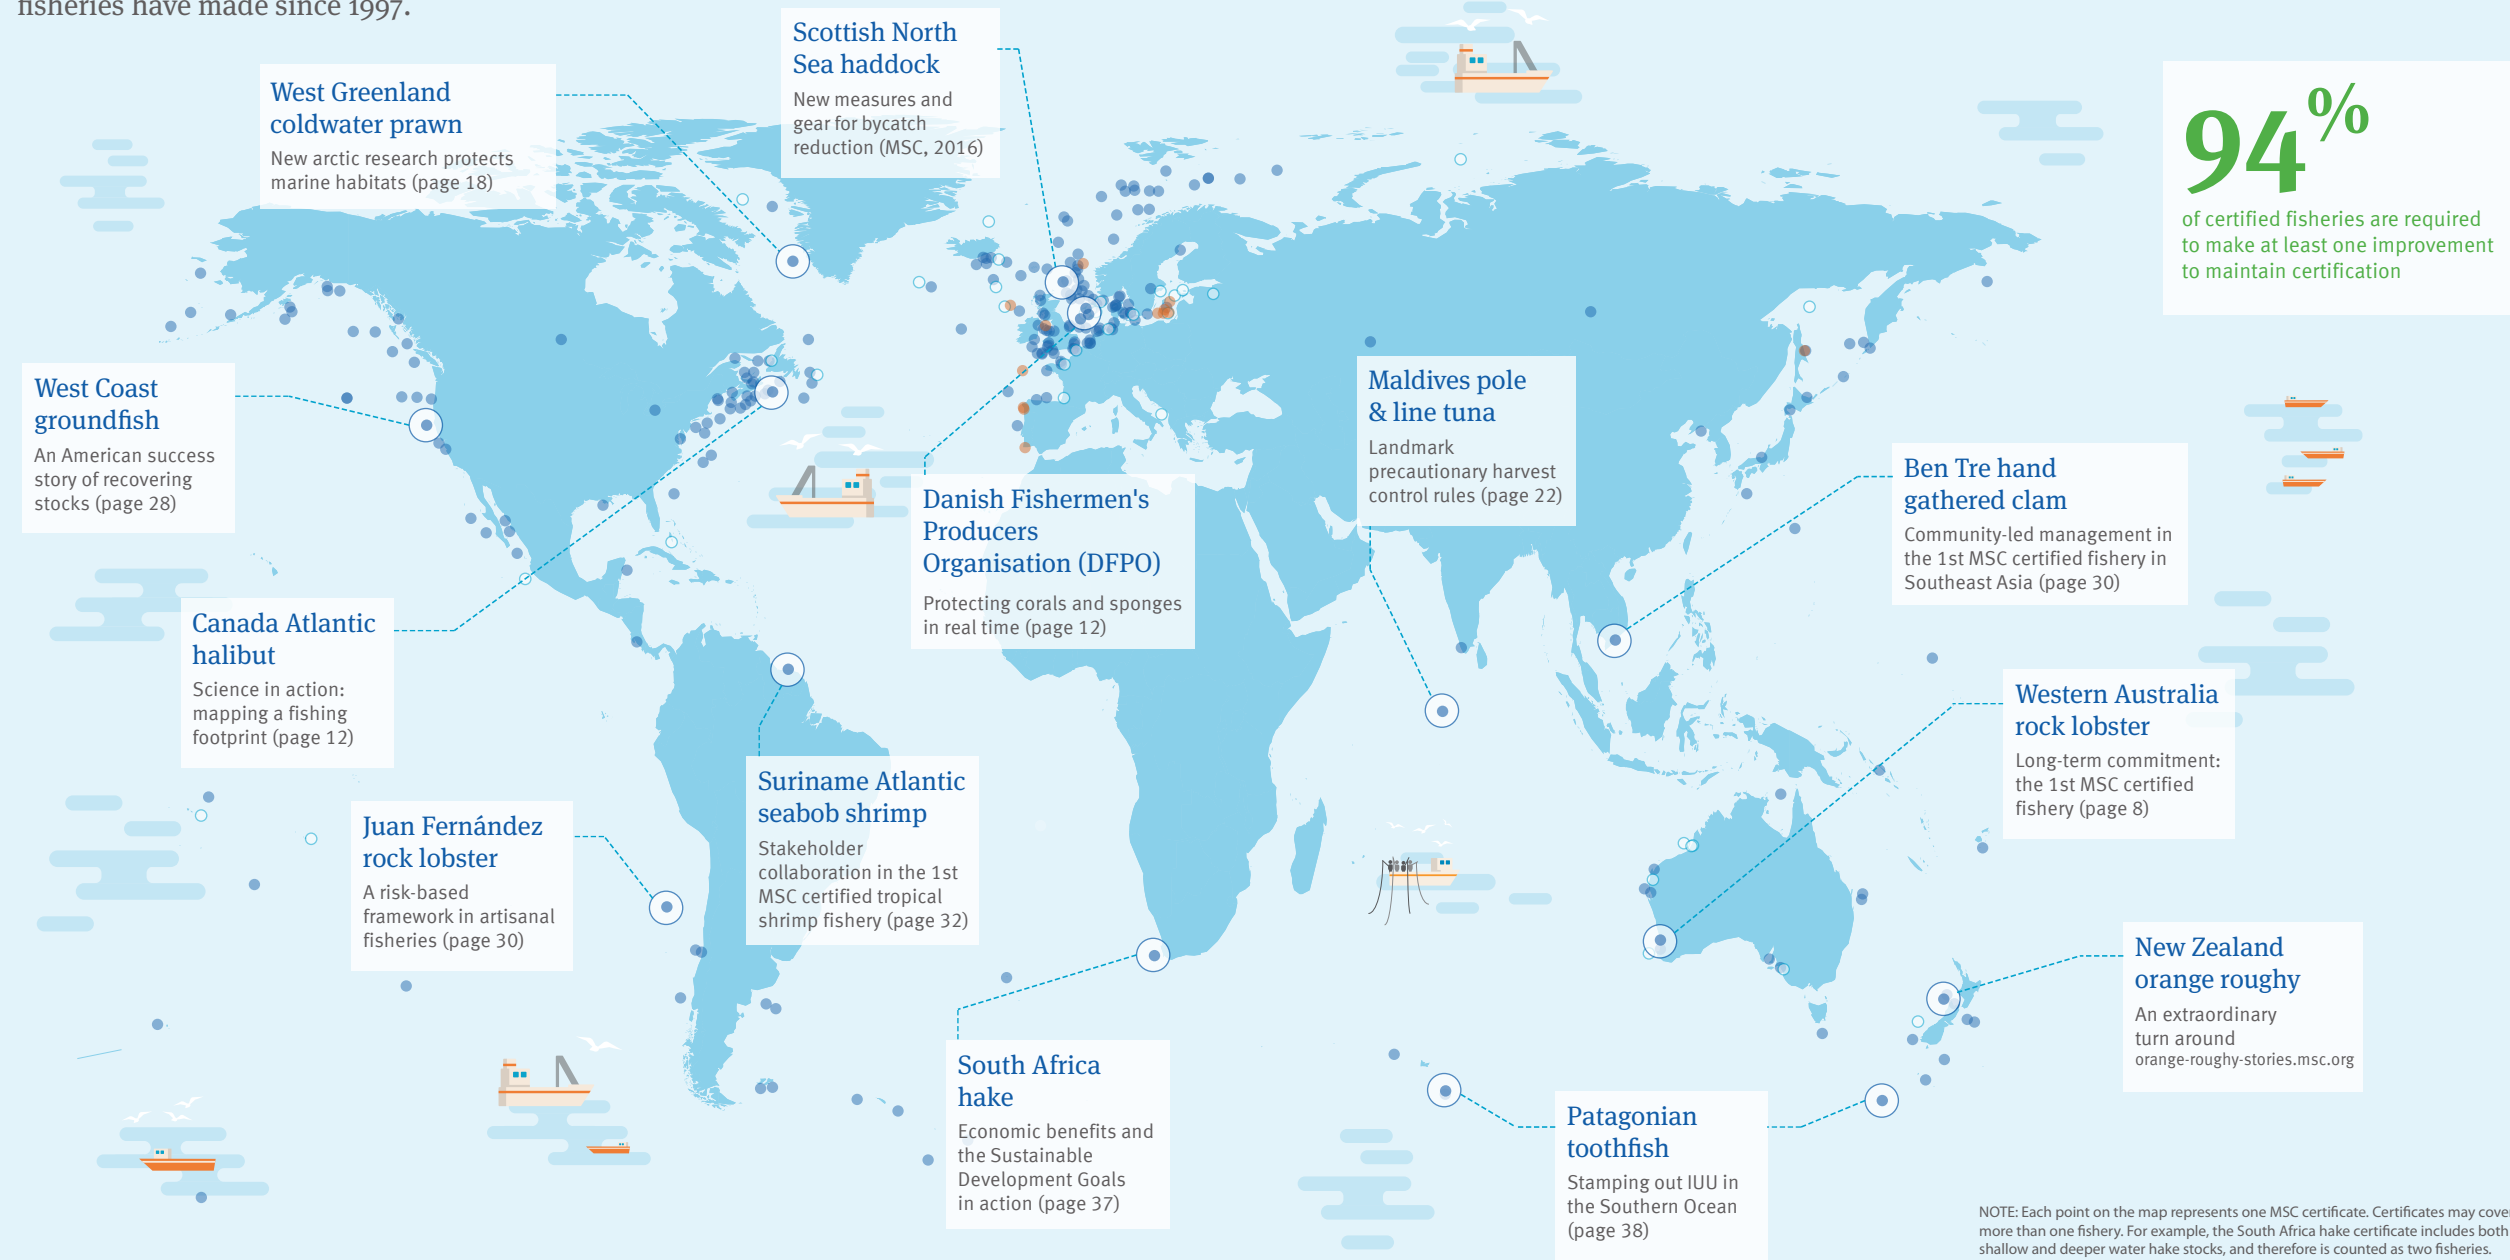 fisheries have made since 1997.
Scottish North
Sea haddock
New measures and
gear for bycatch
reduction (MSC, 2016)
West Greenland
coldwater prawn
New arctic research protects
marine habitats (page 18)
94%
of certified fisheries are required
to make at least one improvement
to maintain certification
West Coast
groundfish
An American success
story of recovering
stocks (page 28)
Maldives pole
& line tuna
Landmark
precautionary harvest
control rules (page 22)
Danish Fishermen's
Producers
Organisation (DFPO)
Protecting corals and sponges
in real time (page 12)
Ben Tre hand
gathered clam
Community-led management in
the 1st MSC certified fishery in
Southeast Asia (page 30)
Canada Atlantic
halibut
Science in action:
mapping a fishing
footprint (page 12)
Western Australia
rock lobster
Long-term commitment:
the 1st MSC certified
fishery (page 8)
Suriname Atlantic
seabob shrimp
Stakeholder
collaboration in the 1st
MSC certified tropical
shrimp fishery (page 32)
Juan Fernández
rock lobster
A risk-based
framework in artisanal
fisheries (page 30)
New Zealand
orange roughy
An extraordinary
turn around
orange-roughy-stories.msc.org
South Africa
hake
Economic benefits and
the Sustainable
Development Goals
in action (page 37)
Patagonian
toothfish
Stamping out IUU in
the Southern Ocean
(page 38)
NOTE: Each point on the map represents one MSC certificate. Certificates may cover
more than one fishery. For example, the South Africa hake certificate includes both
shallow and deeper water hake stocks, and therefore is counted as two fisheries.